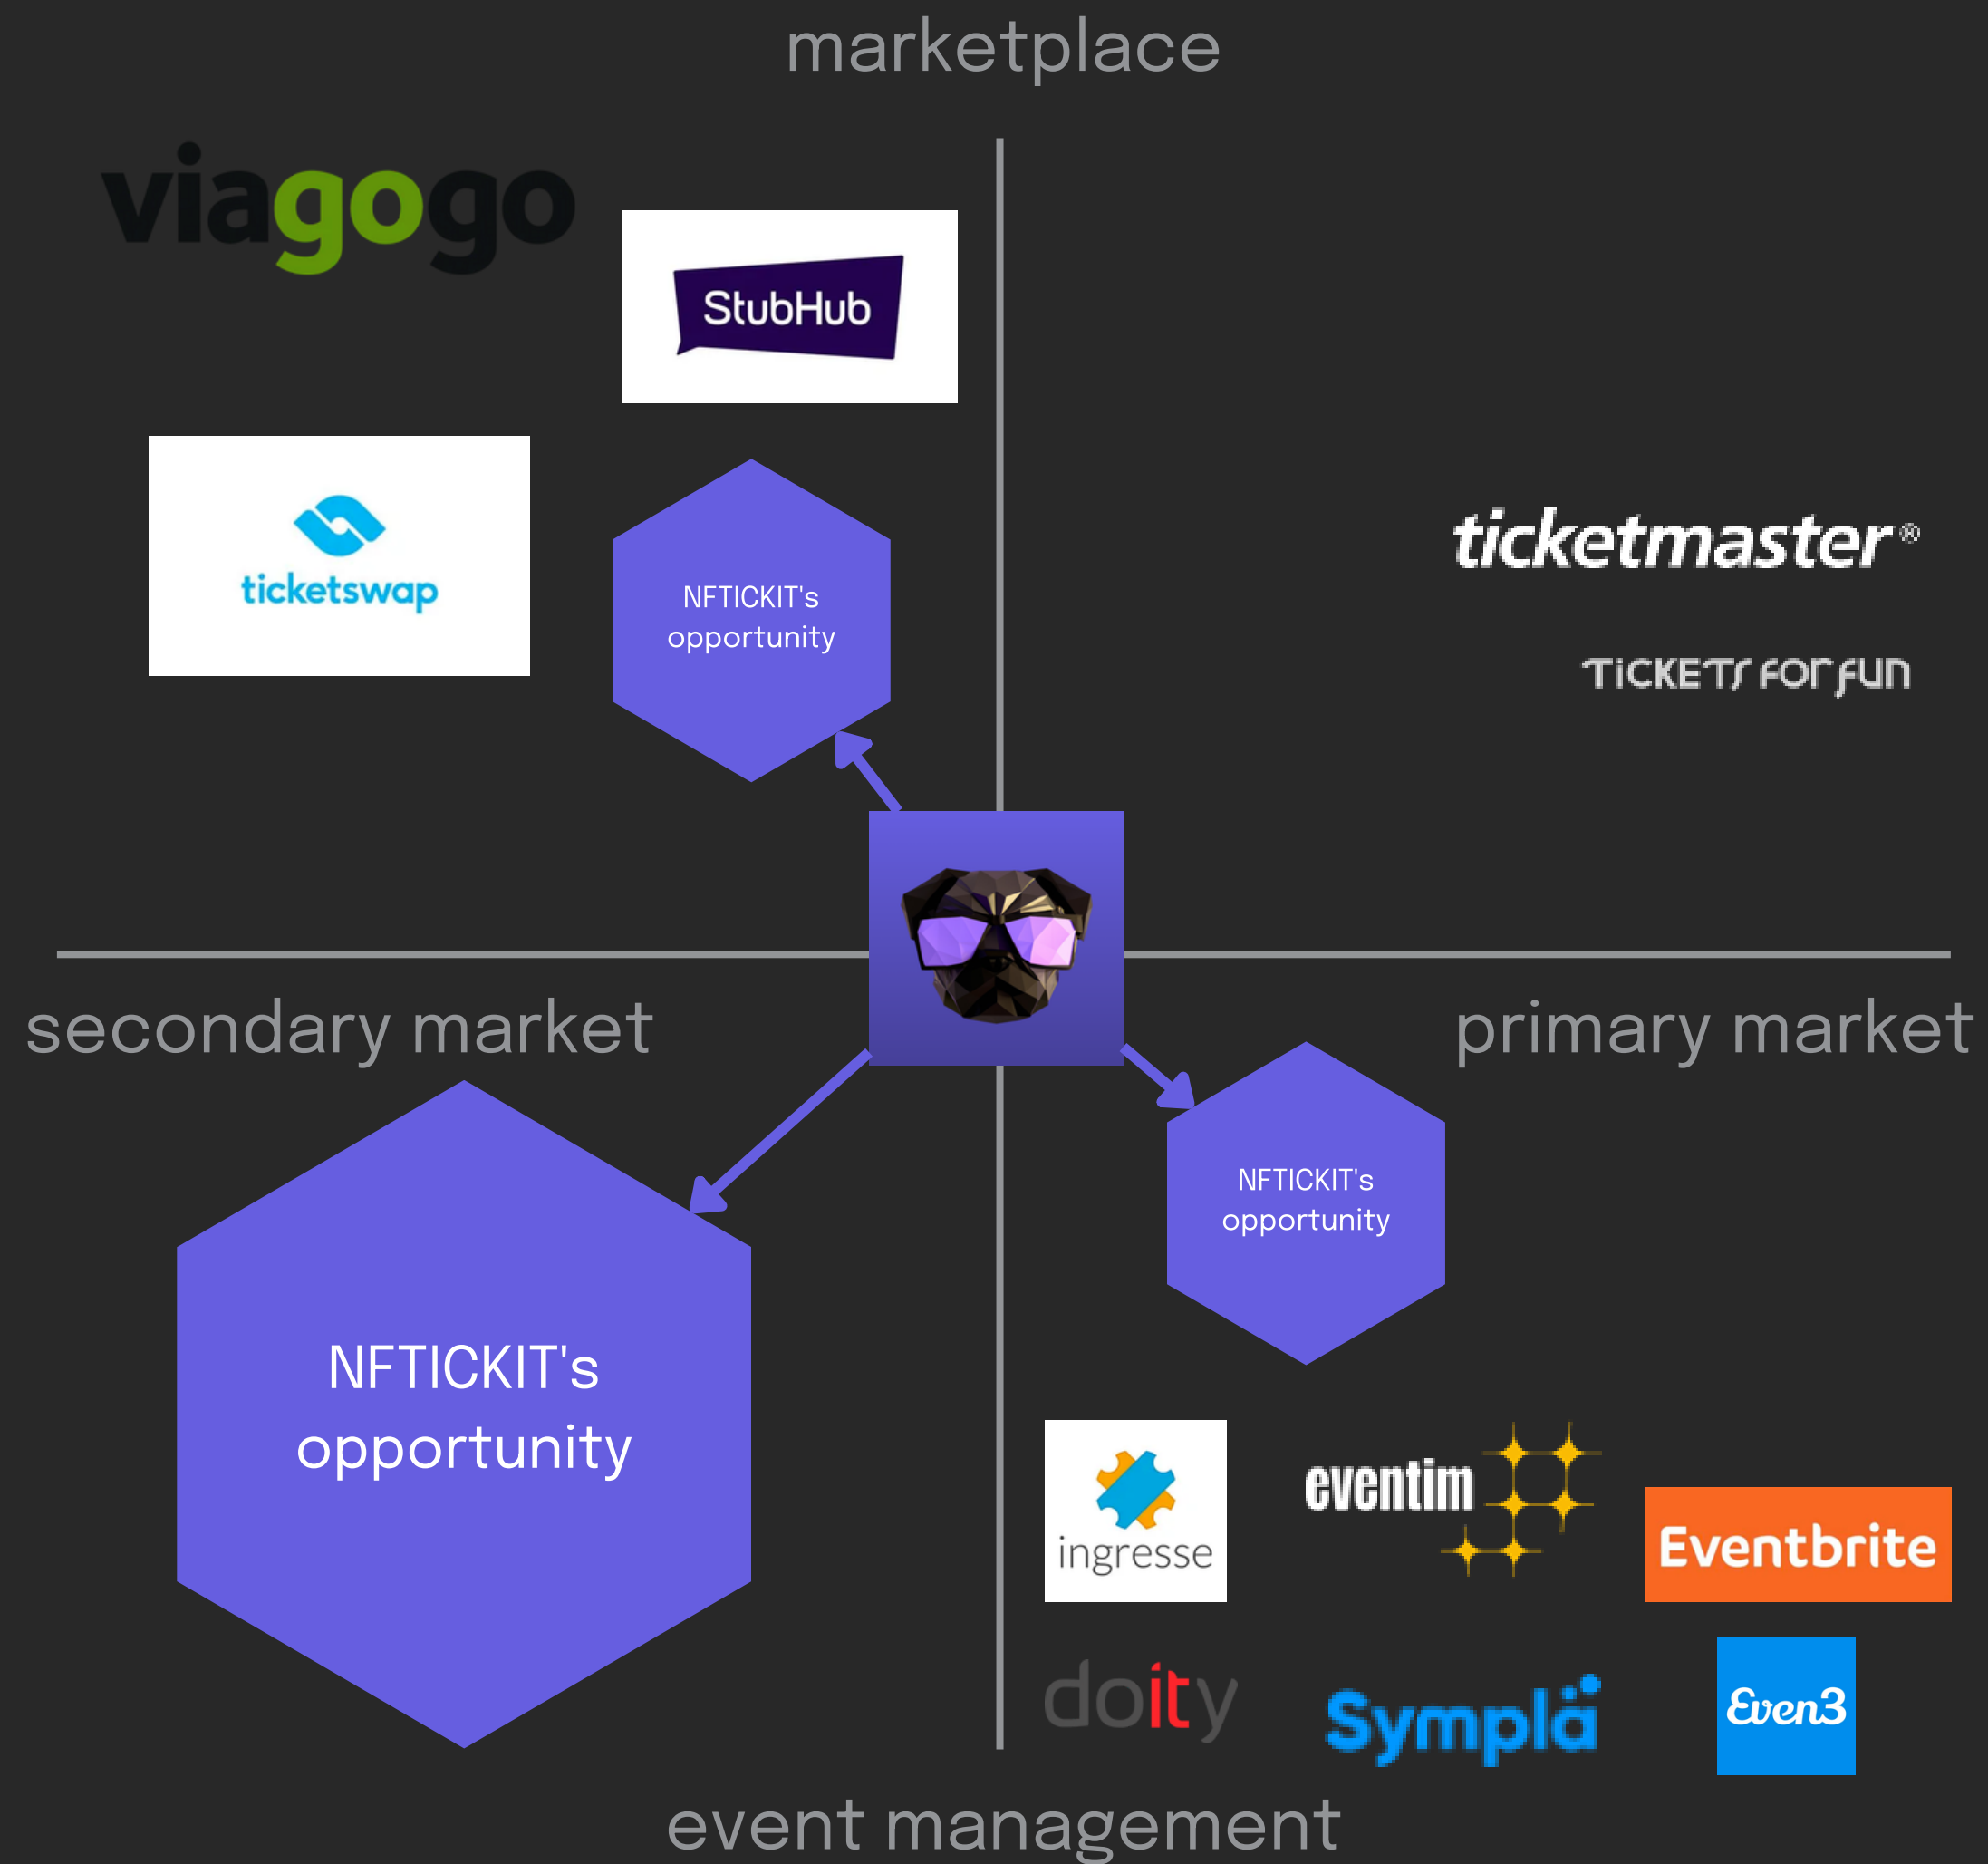 marketplace
viagogo
StubHub
ticketswap
NFTICKIT's
opportunity
ticketmaster®
TiCKETS FOR FUN
secondary market
primary market
NFTICKIT's
opportunity
NFTICKIT's
opportunity
ingresse
eventim
Eventbrite
doity
Sympla
Even3
event management